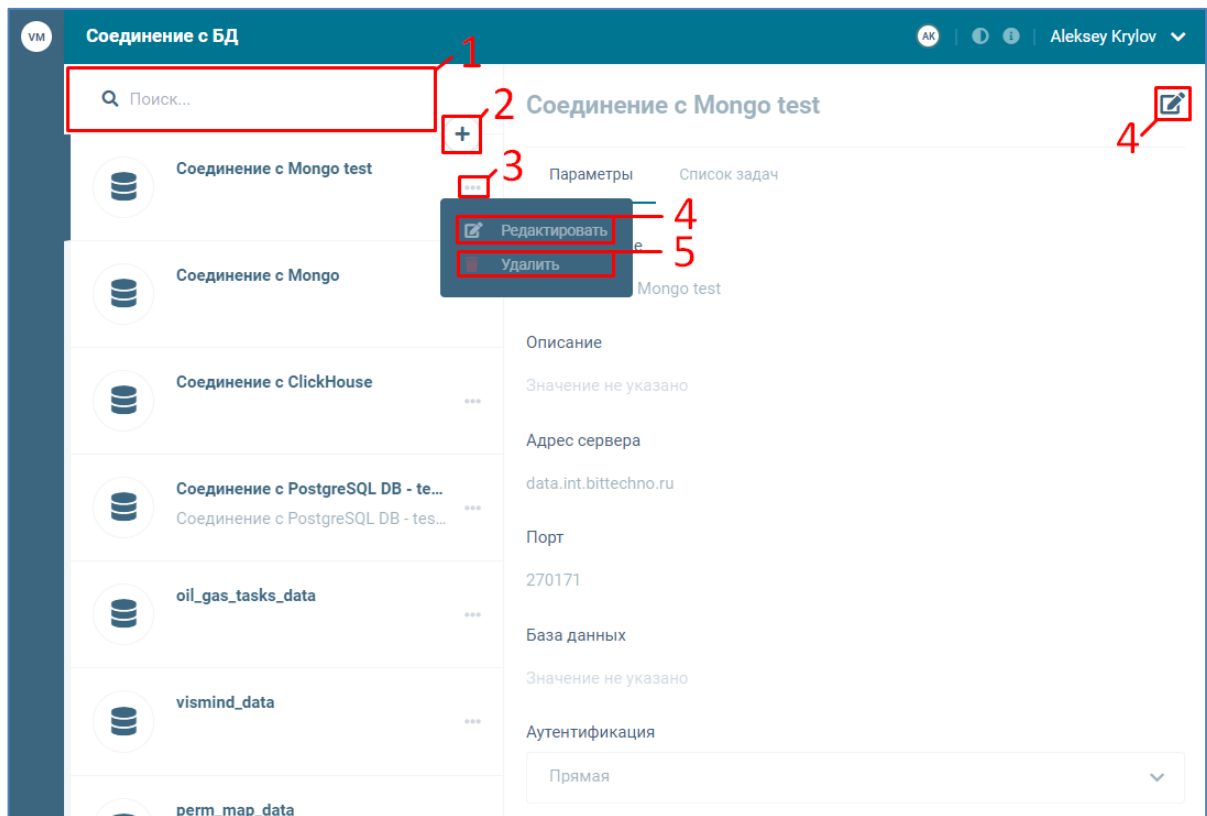 VM
Соединение с БД
AK
Aleksey Krylov
1
Поиск...
2
Соединение с Mongo test
4
Соединение с Mongo test
3
Параметры
Список задач
Редактировать
4
е
Удалить
5
Соединение с Mongo
Mongo test
Описание
Соединение с ClickHouse
Значение не указано
Адрес сервера
Соединение с PostgreSQL DB - te...
data.int.bittechno.ru
Соединение с PostgreSQL DB - tes...
Порт
270171
oil_gas_tasks_data
База данных
Значение не указано
vismind_data
Аутентификация
Прямая
perm_map_data